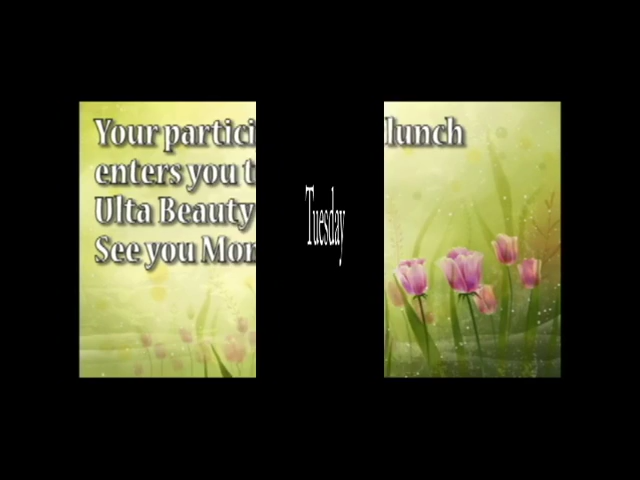 Your partici lunch
enters you t
Ulta Beauty
See you Mon
Tuesday